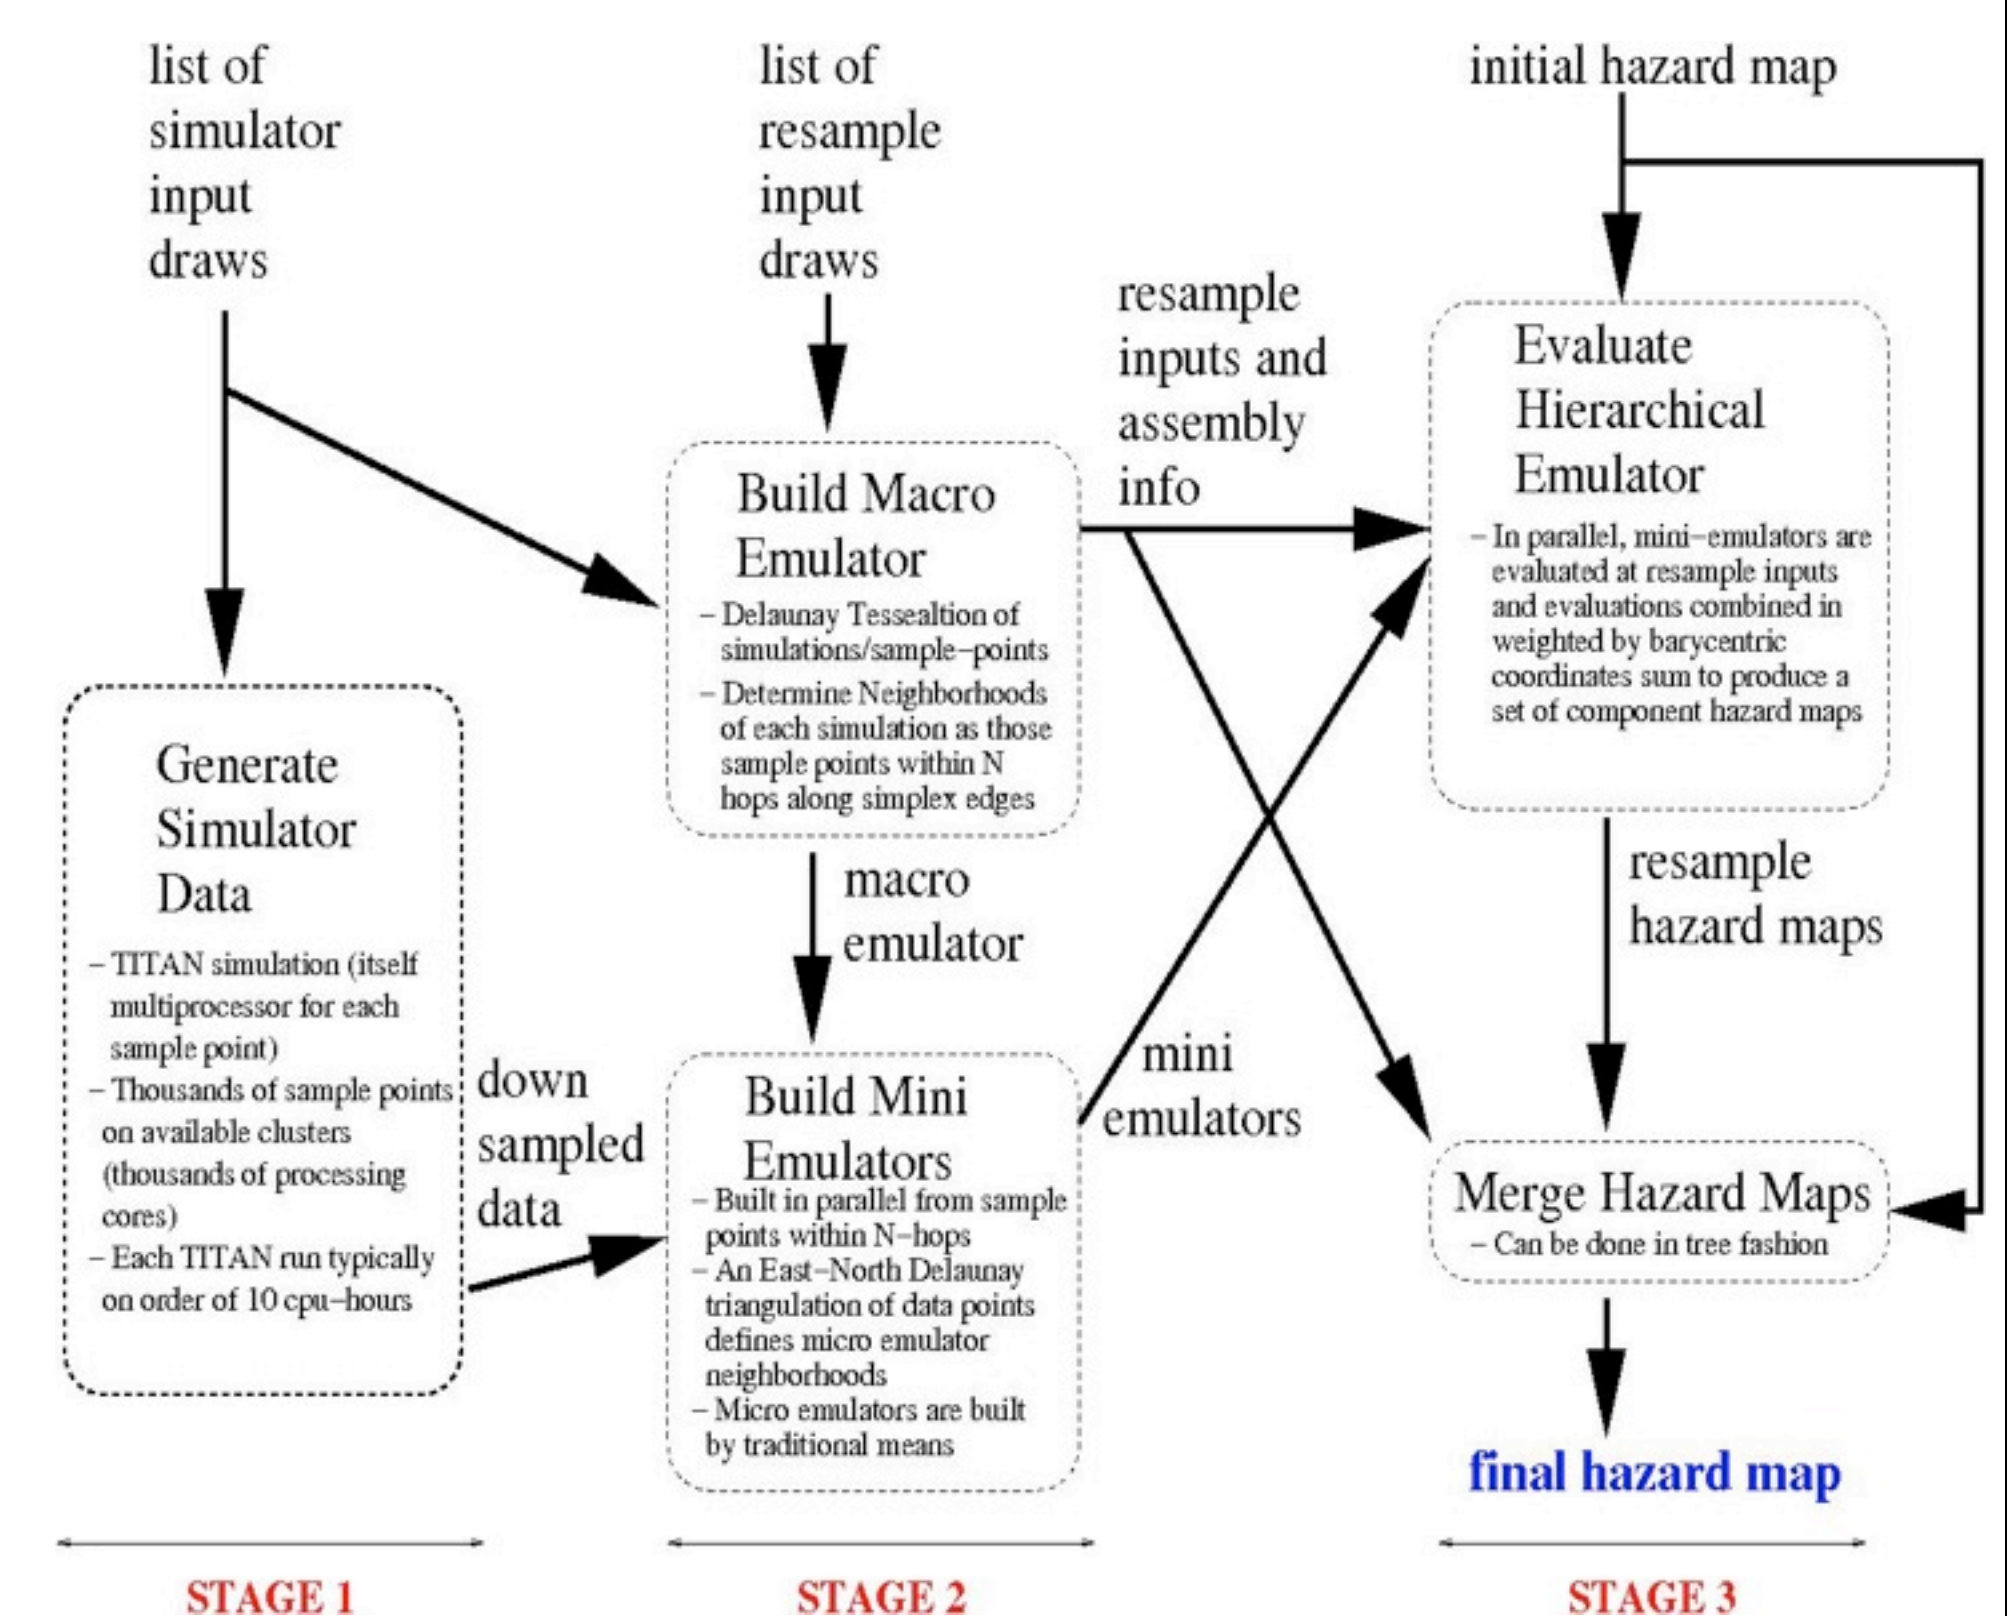 list of
simulator
input
draws
list of
resample
input
draws
initial hazard map
resample
inputs and
assembly
info
Generate
Simulator
Data
– TITAN simulation (itself
multiprocessor for each
sample point)
– Thousands of sample points
on available clusters
(thousands of processing
cores)
– Each TITAN run typically
on order of 10 cpu–hours
down
sampled
data
Build Macro
Emulator
– Delaunay Tessealtion of
simulations/sample–points
– Determine Neighborhoods
of each simulation as those
sample points within N
hops along simplex edges
macro
emulator
Build Mini
Emulators
– Built in parallel from sample
points within N–hops
– An East–North Delaunay
triangulation of data points
defines micro emulator
neighborhoods
– Micro emulators are built
by traditional means
mini
emulators
Evaluate
Hierarchical
Emulator
– In parallel, mini–emulators are
evaluated at resample inputs
and evaluations combined in
weighted by barycentric
coordinates sum to produce a
set of component hazard maps
resample
hazard maps
Merge Hazard Maps
– Can be done in tree fashion
final hazard map
STAGE 1
STAGE 2
STAGE 3